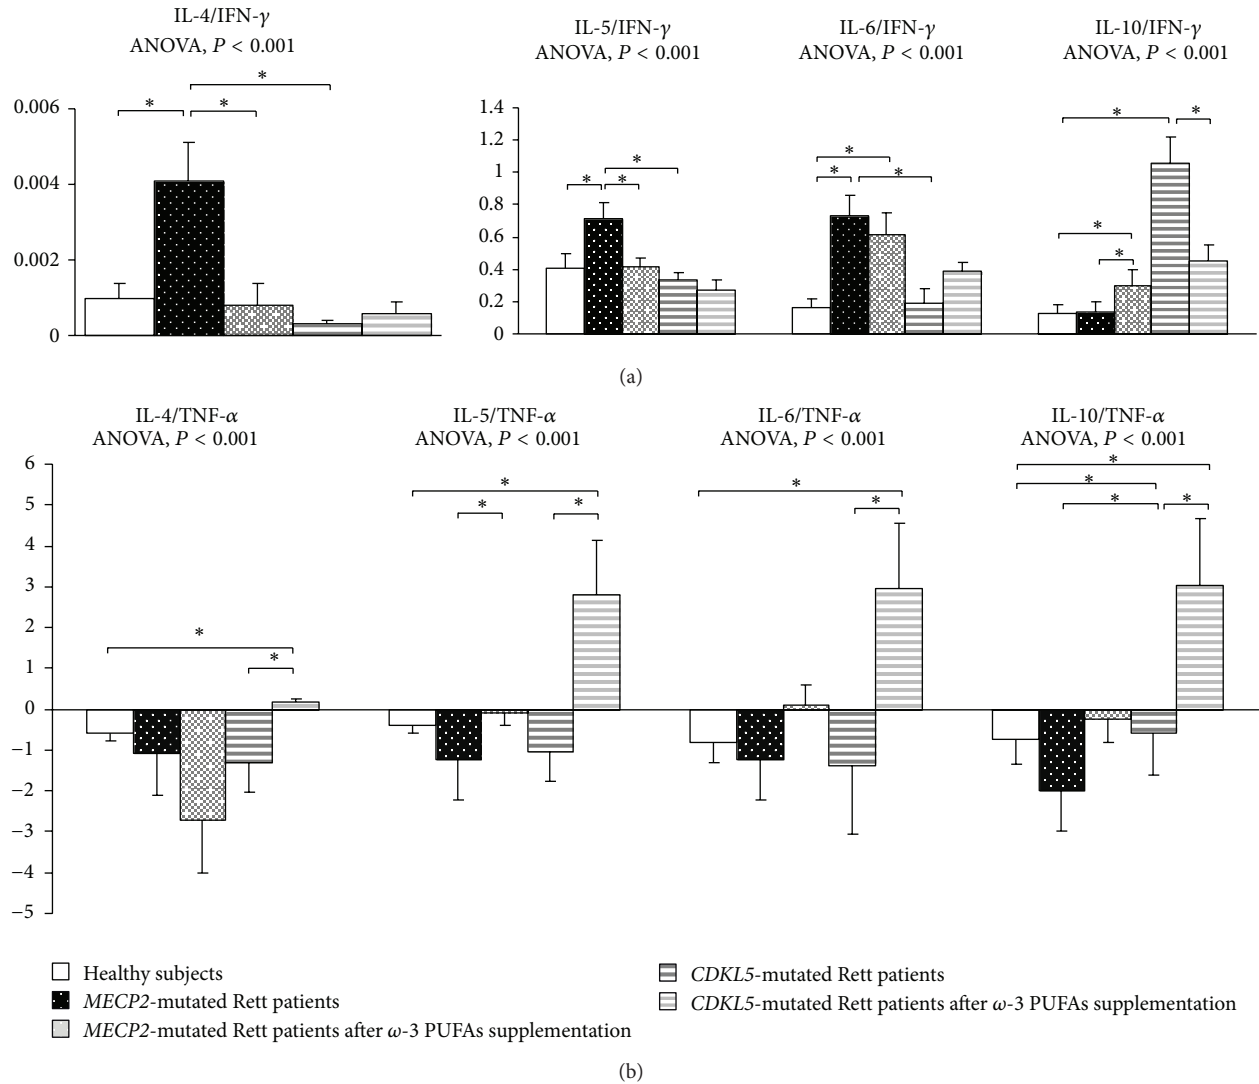 IL-4/IFN-γ
ANOVA, P < 0.001
IL-5/IFN-γ
ANOVA, P < 0.001
IL-6/IFN-γ
ANOVA, P < 0.001
IL-10/IFN-γ
ANOVA, P < 0.001
0.006
0.004
0.002
0
* * *
1.4
1.2
1
0.8
0.6
0.4
0.2
0
* * *
* * *
* * * *
(a)
IL-4/TNF-α
ANOVA, P < 0.001
IL-5/TNF-α
ANOVA, P < 0.001
IL-6/TNF-α
ANOVA, P < 0.001
IL-10/TNF-α
ANOVA, P < 0.001
6
5
4
3
2
1
0
−1
−2
−3
−4
−5
* *
* * *
* *
* * * *
Healthy subjects
MECP2-mutated Rett patients
MECP2-mutated Rett patients after ω-3 PUFAs supplementation
CDKL5-mutated Rett patients
CDKL5-mutated Rett patients after ω-3 PUFAs supplementation
(b)